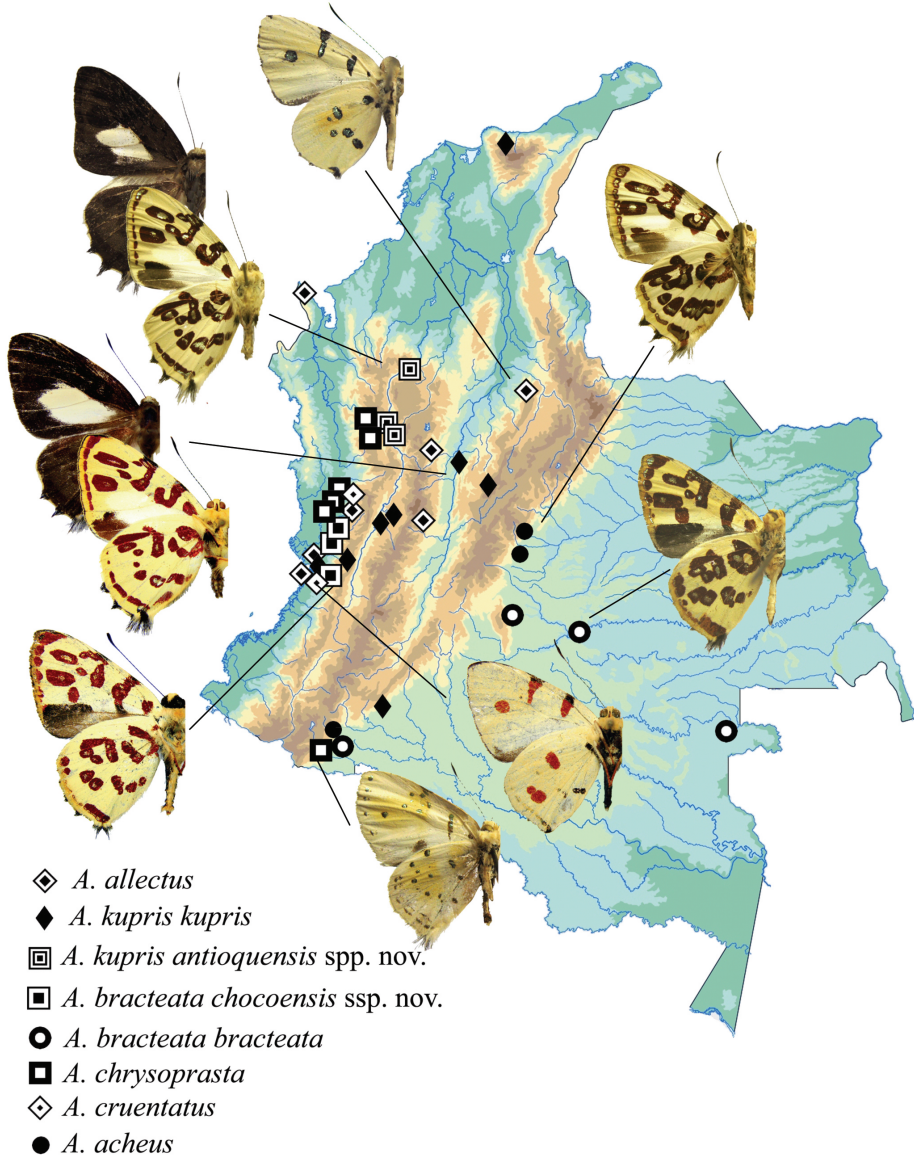 A. allectus
A. kupris kupris
A. kupris antioquensis spp. nov.
A. bracteata chocoensis ssp. nov.
A. bracteata bracteata
A. chrysoprasta
A. cruentatus
A. acheus